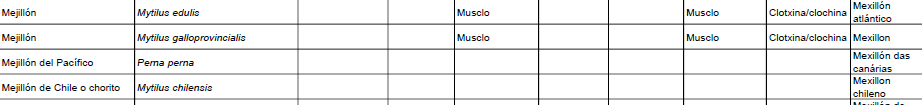 Mejillón Mytilus edulis Musclo Musclo Clotxina/clochina Mexillón
atlántico
Mejillón Mytilus galloprovincialis Musclo Musclo Clotxina/clochina Mexillon
Mejillón del Pacífico Perna perna Mexillón das
canárias
Mejillón de Chile o chorito Mytilus chilensis Mexillon
chileno